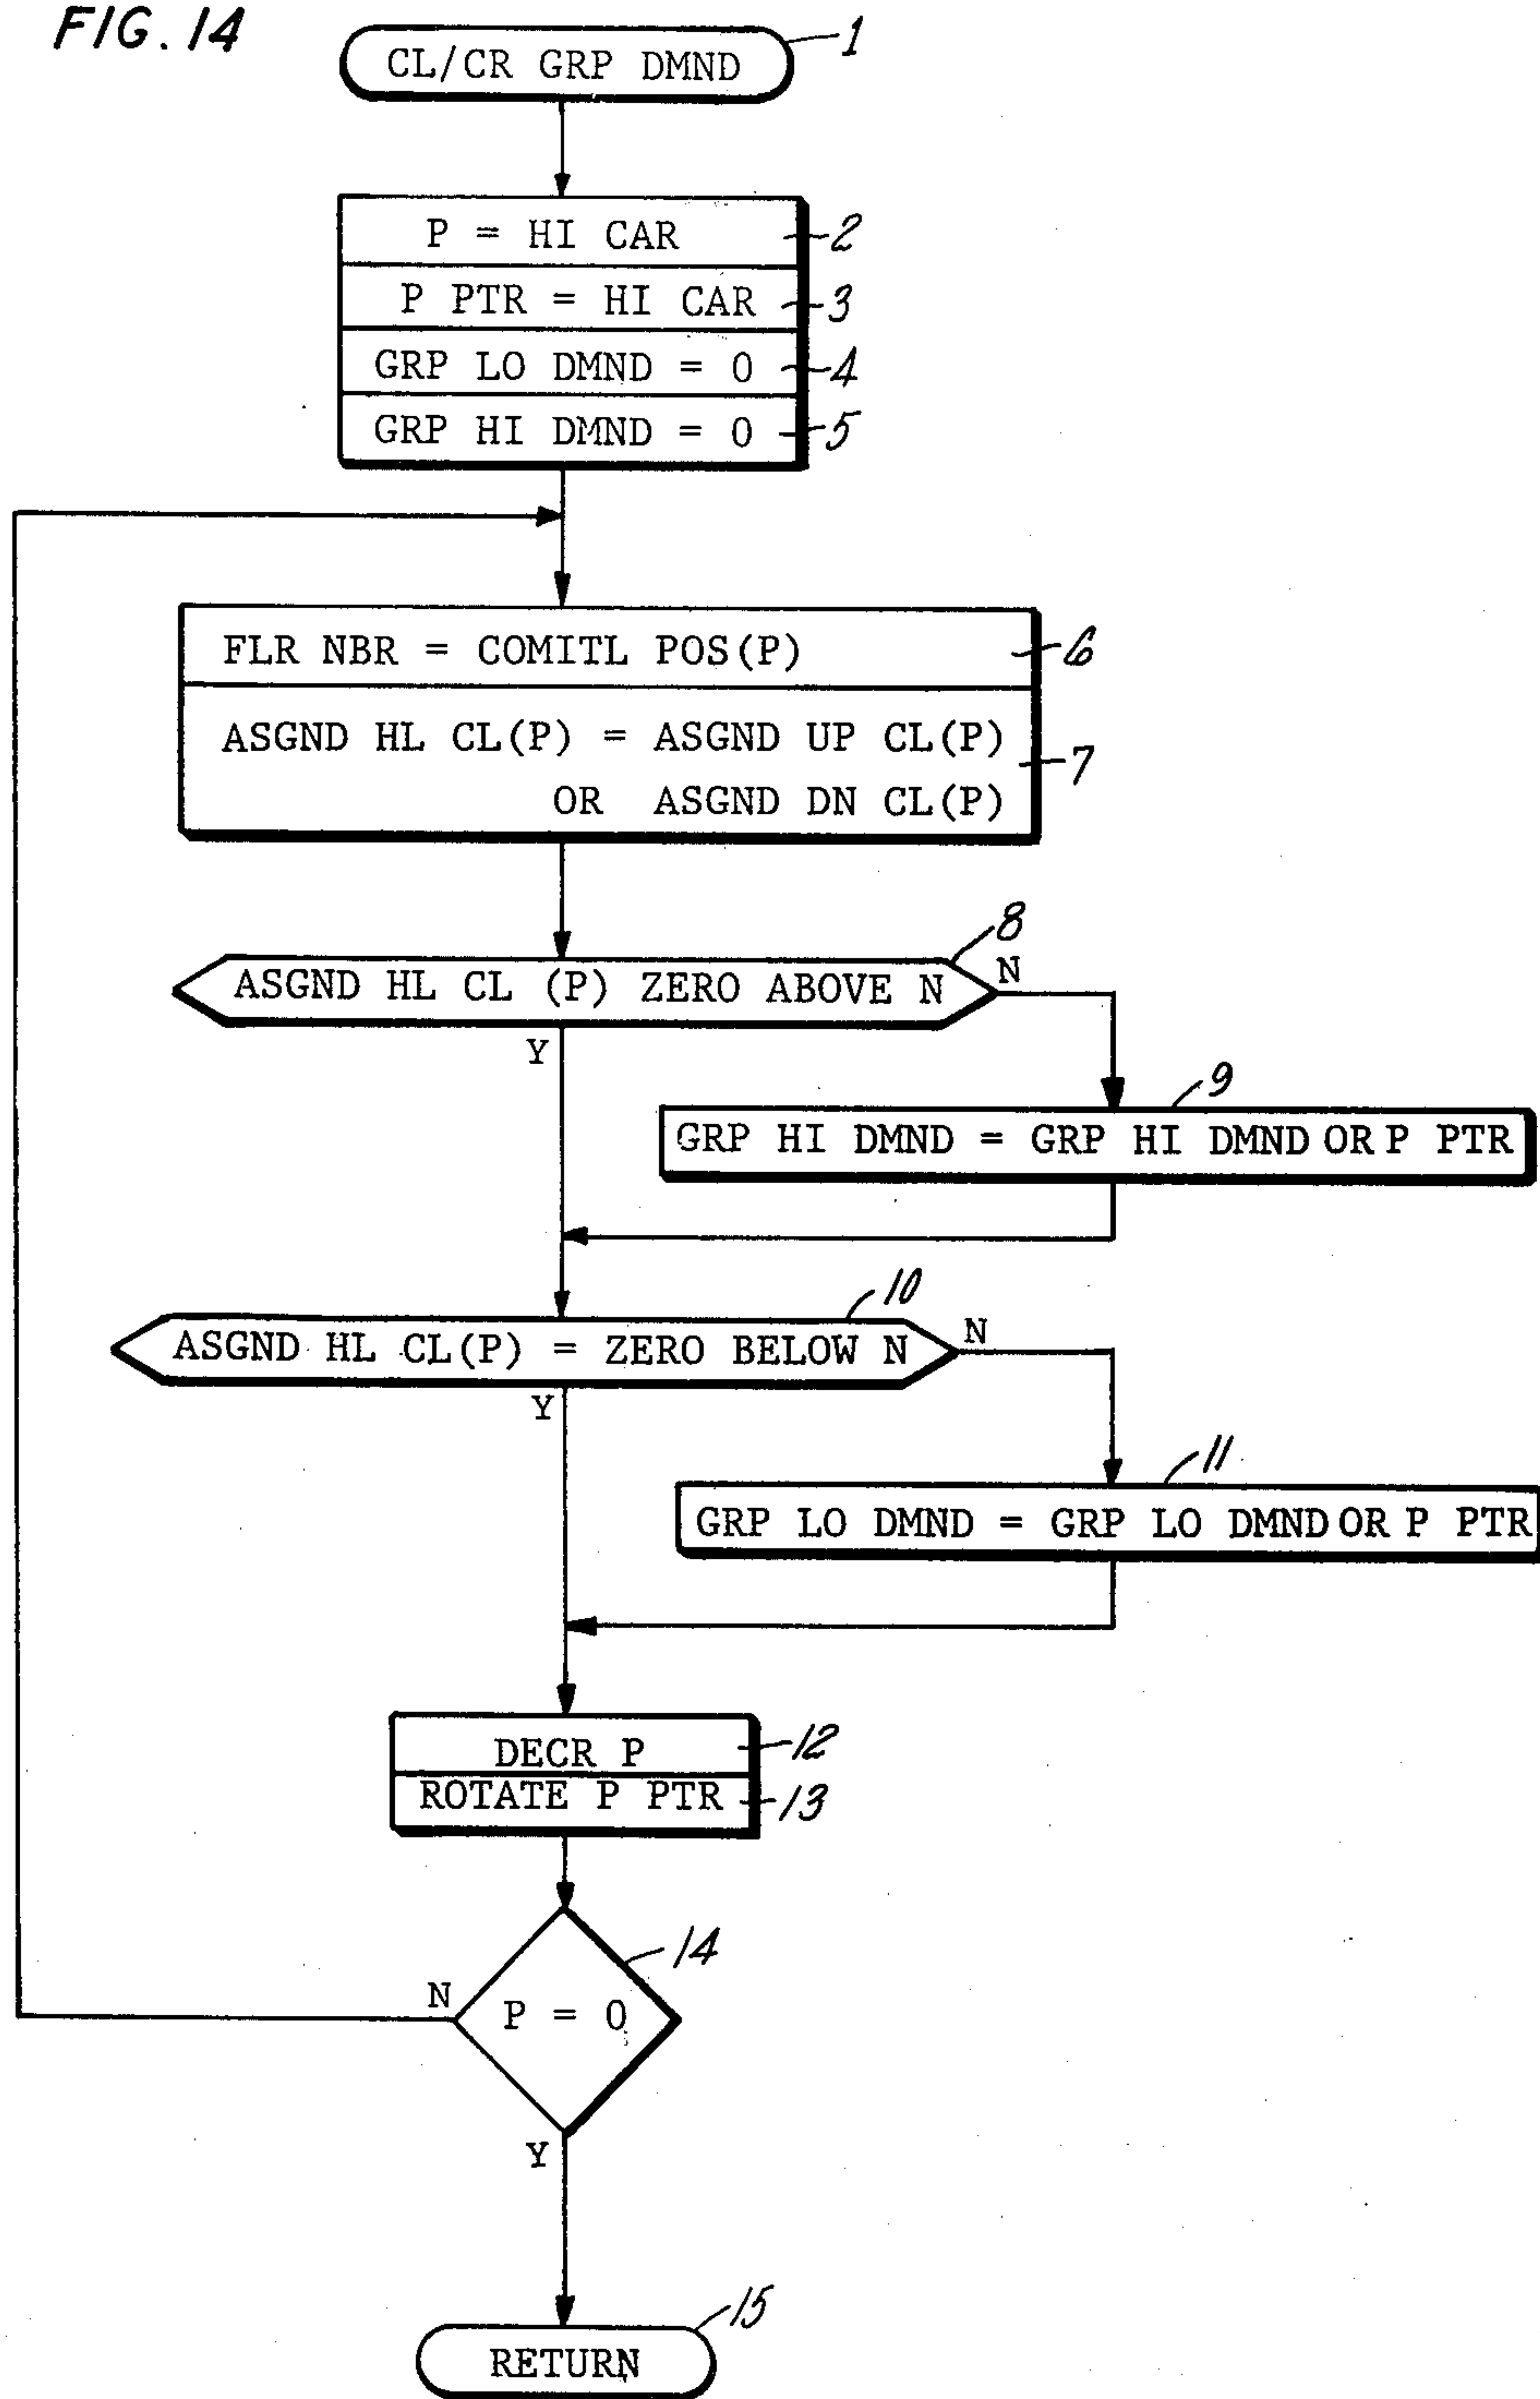 FIG. 14
CL/CR GRP DMND
1
P = HI CAR
2
P PTR = HI CAR
3
GRP LO DMND = 0
4
GRP HI DMND = 0
5
FLR NBR = COMITL POS(P)
6
ASGND HL CL(P) = ASGND UP CL(P)
OR ASGND DN CL(P)
7
8
ASGND HL CL (P) ZERO ABOVE N
N
Y
9
GRP HI DMND = GRP HI DMND OR P PTR
10
ASGND HL CL(P) = ZERO BELOW N
N
Y
11
GRP LO DMND = GRP LO DMND OR P PTR
DECR P
12
ROTATE P PTR
13
14
N
P = 0
Y
15
RETURN